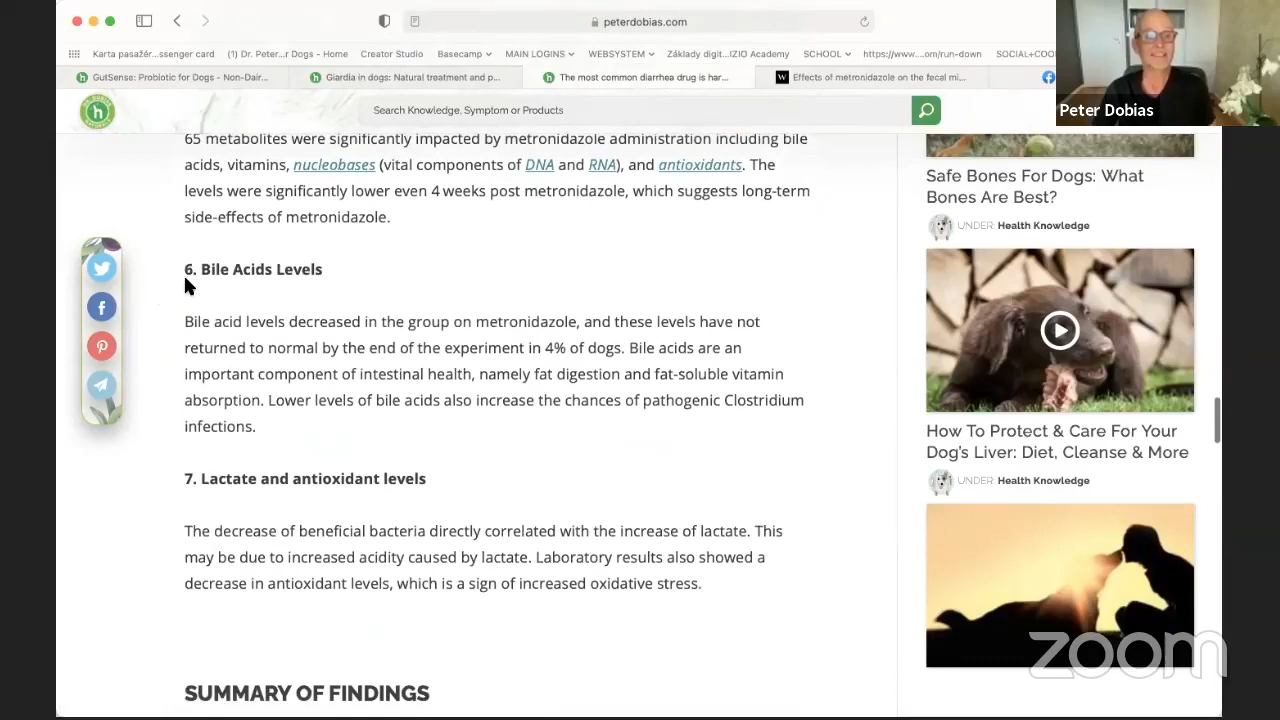 peterdobias.com
Karta pasažér...ssenger card
(1) Dr. Peter...r Dogs - Home
Creator Studio
Basecamp
MAIN LOGINS
WEBSYSTEM
Základy digit...IZIO Academy
SCHOOL
https://www....om/run-down
SOCIAL+COO
GutSense: Probiotic for Dogs - Non-Dair...
Giardia in dogs: Natural treatment and p...
The most common diarrhea drug is har...
W
Effects of metronidazole on the fecal mi...
Peter Dobias
h
Search Knowledge, Symptom or Products
65 metabolites were significantly impacted by metronidazole administration including bile
acids, vitamins, nucleobases (vital components of DNA and RNA), and antioxidants. The
levels were significantly lower even 4 weeks post metronidazole, which suggests long-term
side-effects of metronidazole.
6. Bile Acids Levels
Bile acid levels decreased in the group on metronidazole, and these levels have not
returned to normal by the end of the experiment in 4% of dogs. Bile acids are an
important component of intestinal health, namely fat digestion and fat-soluble vitamin
absorption. Lower levels of bile acids also increase the chances of pathogenic Clostridium
infections.
7. Lactate and antioxidant levels
The decrease of beneficial bacteria directly correlated with the increase of lactate. This
may be due to increased acidity caused by lactate. Laboratory results also showed a
decrease in antioxidant levels, which is a sign of increased oxidative stress.
SUMMARY OF FINDINGS
Safe Bones For Dogs: What
Bones Are Best?
UNDER: Health Knowledge
How To Protect & Care For Your
Dog's Liver: Diet, Cleanse & More
UNDER: Health Knowledge
zoom